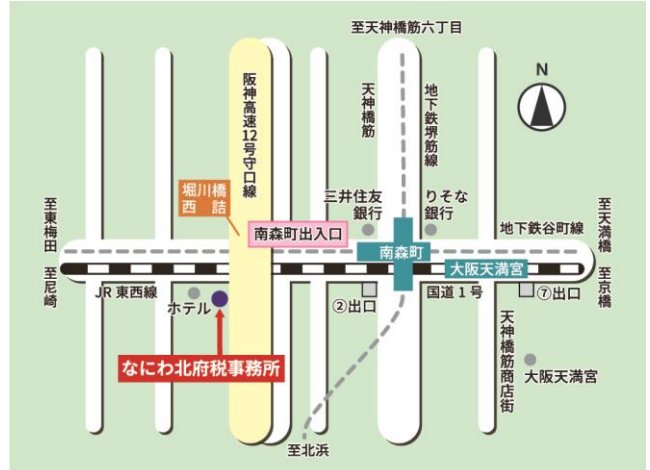 至天神橋筋六丁目
N
阪神高速12号守口線
天神橋筋
地下鉄堺筋線
堀川橋
西詰
三井住友
銀行
りそな
銀行
至東梅田
南森町出入口
地下鉄谷町線
至天満橋
南森町
大阪天満宮
至尼崎
JR東西線
ホテル
②出口
国道1号
⑦出口
至京橋
なにわ北府税事務所
天神橋筋商店街
大阪天満宮
至北浜